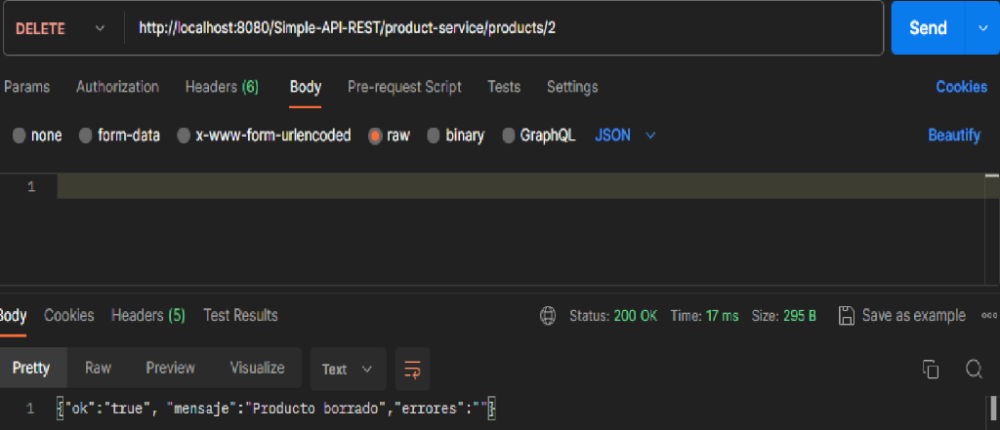 DELETE http://localhost:8080/Simple-API-REST/product-service/products/2 Send
Params Authorization Headers (6) Body Pre-request Script Tests Settings Cookies
none form-data x-www-form-urlencoded raw binary GraphQL JSON Beautify
1
Body Cookies Headers (5) Test Results Status: 200 OK Time: 17 ms Size: 295 B Save as example
Pretty Raw Preview Visualize Text
1 {"ok":"true", "mensaje":"Producto borrado","errores":""}